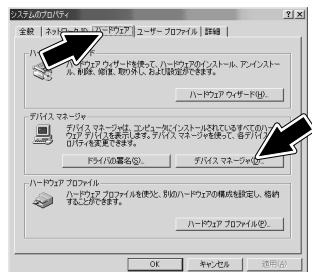 システムのプロパティ
全般 ネットワーク ID ハードウェア ユーザー プロファイル 詳細
ハードウェア ウィザードを使って、ハードウェアのインストール、アンインストール、削除、修復、取り外し、および設定ができます。
ハードウェア ウィザード(H)...
デバイス マネージャ
デバイス マネージャは、コンピュータにインストールされているすべてのハードウェア デバイスを表示します。デバイス マネージャを使って、各デバイスのプロパティを変更できます。
ドライバの署名(S)...
デバイス マネージャ(D)...
ハードウェア プロファイル
ハードウェア プロファイルを使うと、別のハードウェアの構成を設定し、格納することができます。
ハードウェア プロファイル(P)...
OK
キャンセル
適用(A)